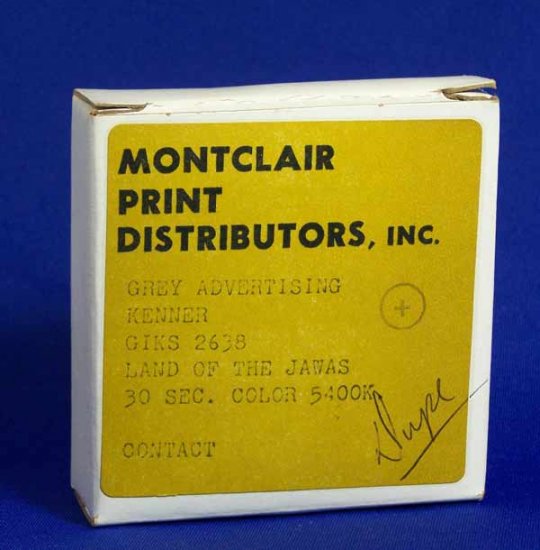 MONTCLAIR
PRINT
DISTRIBUTORS, INC.
GREY ADVERTISING
KENNER
GIKS 2638
LAND OF THE JAWAS
30 SEC. COLOR 5400K
Dupe
CONTACT